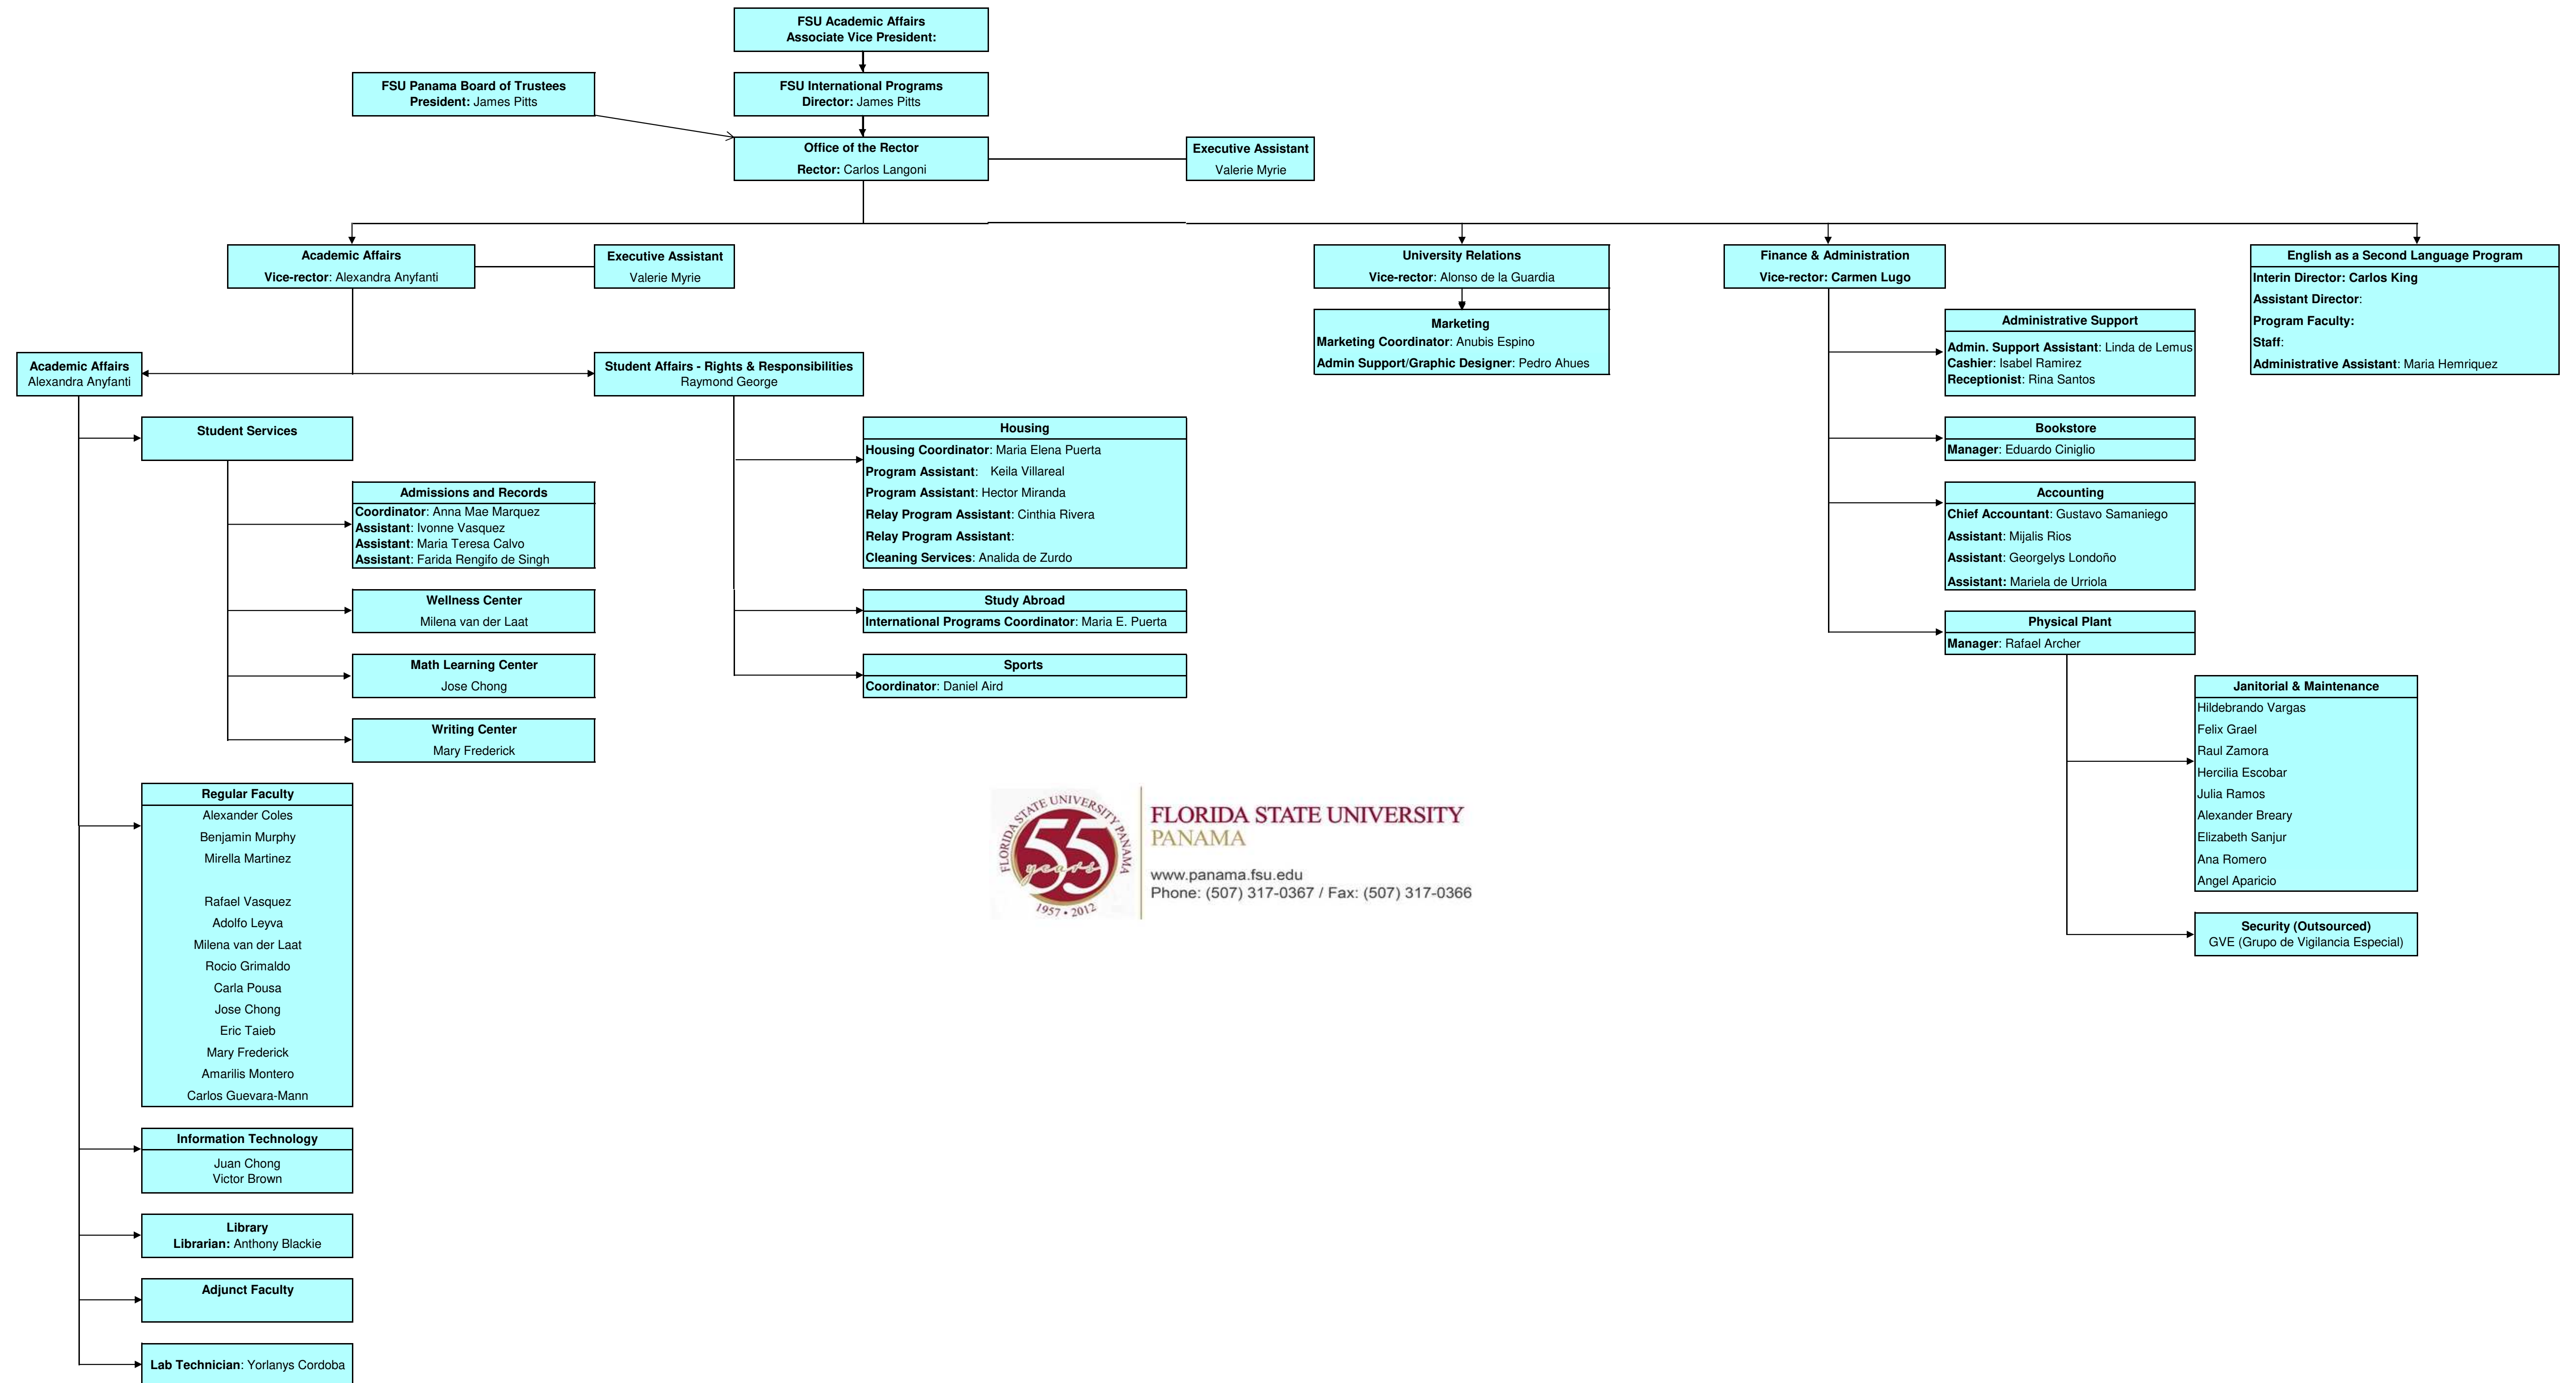 FSU Academic Affairs
Associate Vice President:
FSU Panama Board of Trustees
President: James Pitts
FSU International Programs
Director: James Pitts
Office of the Rector
Rector: Carlos Langoni
Executive Assistant
Valerie Myrie
Academic Affairs
Vice-rector: Alexandra Anyfanti
Executive Assistant
Valerie Myrie
University Relations
Vice-rector: Alonso de la Guardia
Finance & Administration
Vice-rector: Carmen Lugo
English as a Second Language Program
Interin Director: Carlos King
Assistant Director:
Program Faculty:
Staff:
Administrative Assistant: Maria Hemriquez
Marketing
Marketing Coordinator: Anubis Espino
Admin Support/Graphic Designer: Pedro Ahues
Administrative Support
Admin. Support Assistant: Linda de Lemus
Cashier: Isabel Ramirez
Receptionist: Rina Santos
Academic Affairs
Alexandra Anyfanti
Student Affairs - Rights & Responsibilities
Raymond George
Student Services
Housing
Housing Coordinator: Maria Elena Puerta
Program Assistant: Keila Villareal
Program Assistant: Hector Miranda
Relay Program Assistant: Cinthia Rivera
Relay Program Assistant:
Cleaning Services: Analida de Zurdo
Bookstore
Manager: Eduardo Ciniglio
Admissions and Records
Coordinator: Anna Mae Marquez
Assistant: Ivonne Vasquez
Assistant: Maria Teresa Calvo
Assistant: Farida Rengifo de Singh
Accounting
Chief Accountant: Gustavo Samaniego
Assistant: Mijalis Rios
Assistant: Georgelys Londoño
Assistant: Mariela de Urriola
Wellness Center
Milena van der Laat
Study Abroad
International Programs Coordinator: Maria E. Puerta
Physical Plant
Manager: Rafael Archer
Math Learning Center
Jose Chong
Sports
Coordinator: Daniel Aird
Janitorial & Maintenance
Hildebrando Vargas
Felix Grael
Raul Zamora
Hercilia Escobar
Julia Ramos
Alexander Breary
Elizabeth Sanjur
Ana Romero
Angel Aparicio
Writing Center
Mary Frederick
Regular Faculty
Alexander Coles
Benjamin Murphy
Mirella Martinez
Rafael Vasquez
Adolfo Leyva
Milena van der Laat
Rocio Grimaldo
Carla Pousa
Jose Chong
Eric Taieb
Mary Frederick
Amarilis Montero
Carlos Guevara-Mann
FLORIDA STATE UNIVERSITY PANAMA
55
years
1957 • 2012
FLORIDA STATE UNIVERSITY
PANAMA
www.panama.fsu.edu
Phone: (507) 317-0367 / Fax: (507) 317-0366
Security (Outsourced)
GVE (Grupo de Vigilancia Especial)
Information Technology
Juan Chong
Victor Brown
Library
Librarian: Anthony Blackie
Adjunct Faculty
Lab Technician: Yorlanys Cordoba